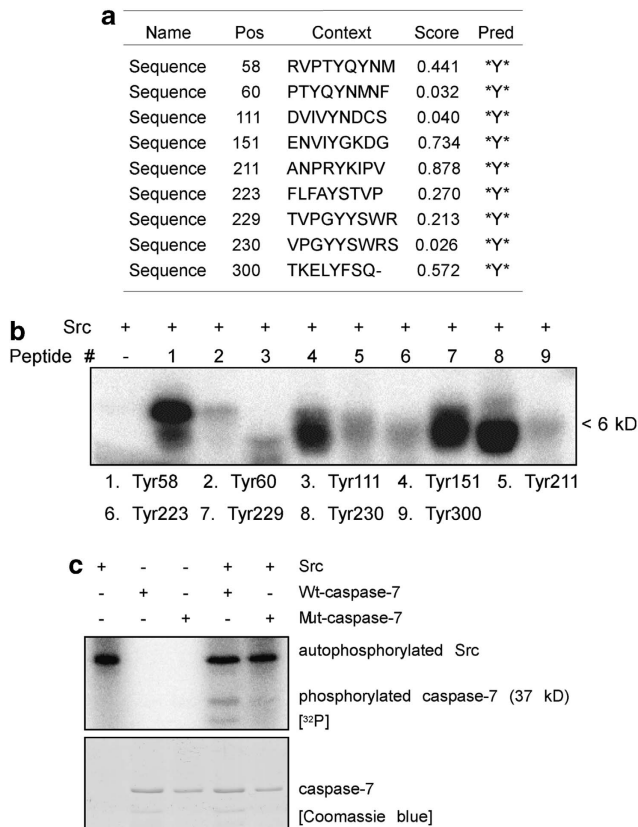 a
Name Pos Context Score Pred
Sequence 58 RVPTYQYNM 0.441 *Y*
Sequence 60 PTYQYNMNF 0.032 *Y*
Sequence 111 DVIVYNDCS 0.040 *Y*
Sequence 151 ENVIYGKDG 0.734 *Y*
Sequence 211 ANPRYKIPV 0.878 *Y*
Sequence 223 FLFAYSTVP 0.270 *Y*
Sequence 229 TVPGYYSWR 0.213 *Y*
Sequence 230 VPGYYSWRS 0.026 *Y*
Sequence 300 TKELYFSQ- 0.572 *Y*
b
Src + + + + + + + + + +
Peptide # - 1 2 3 4 5 6 7 8 9
< 6 kD
1. Tyr58 2. Tyr60 3. Tyr111 4. Tyr151 5. Tyr211
6. Tyr223 7. Tyr229 8. Tyr230 9. Tyr300
c
+ - - + + Src
- + - + - Wt-caspase-7
- - + - + Mut-caspase-7
autophosphorylated Src
phosphorylated caspase-7 (37 kD)
[³²P]
caspase-7
[Coomassie blue]